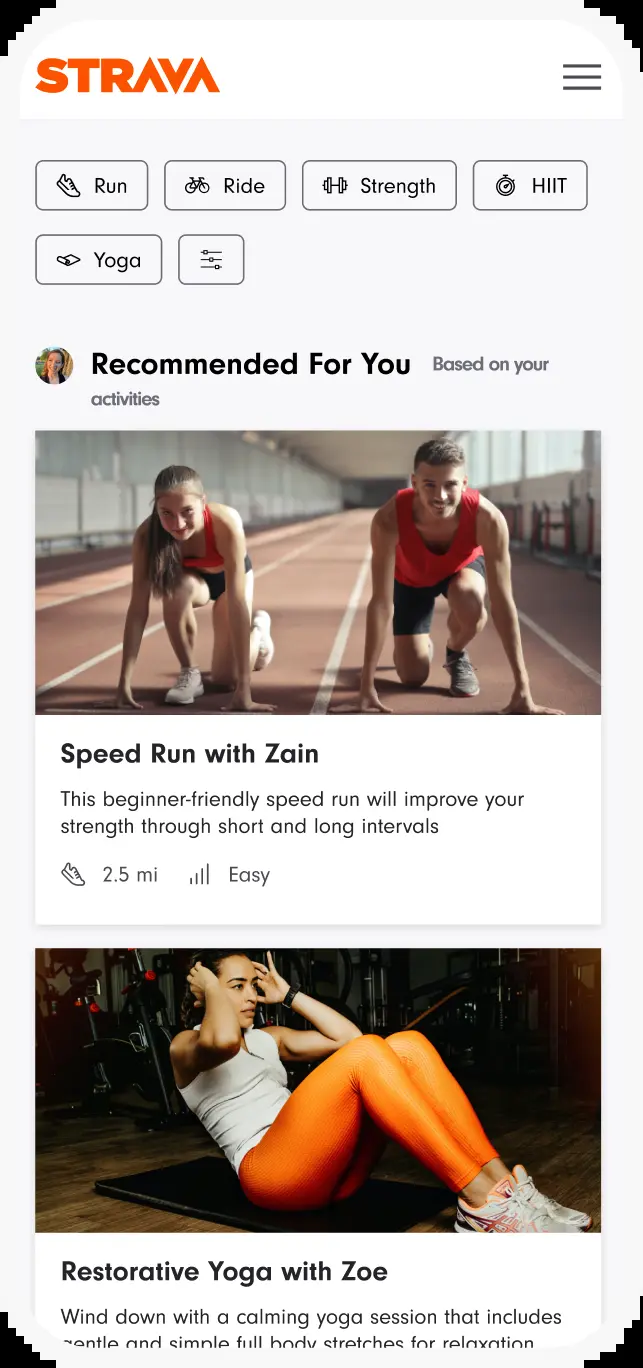 STRAVA
Run Ride Strength HIIT
Yoga
Recommended For You Based on your
activities
Speed Run with Zain
This beginner-friendly speed run will improve your
strength through short and long intervals
2.5 mi Easy
Restorative Yoga with Zoe
Wind down with a calming yoga session that includes
gentle and simple full body stretches for relaxation